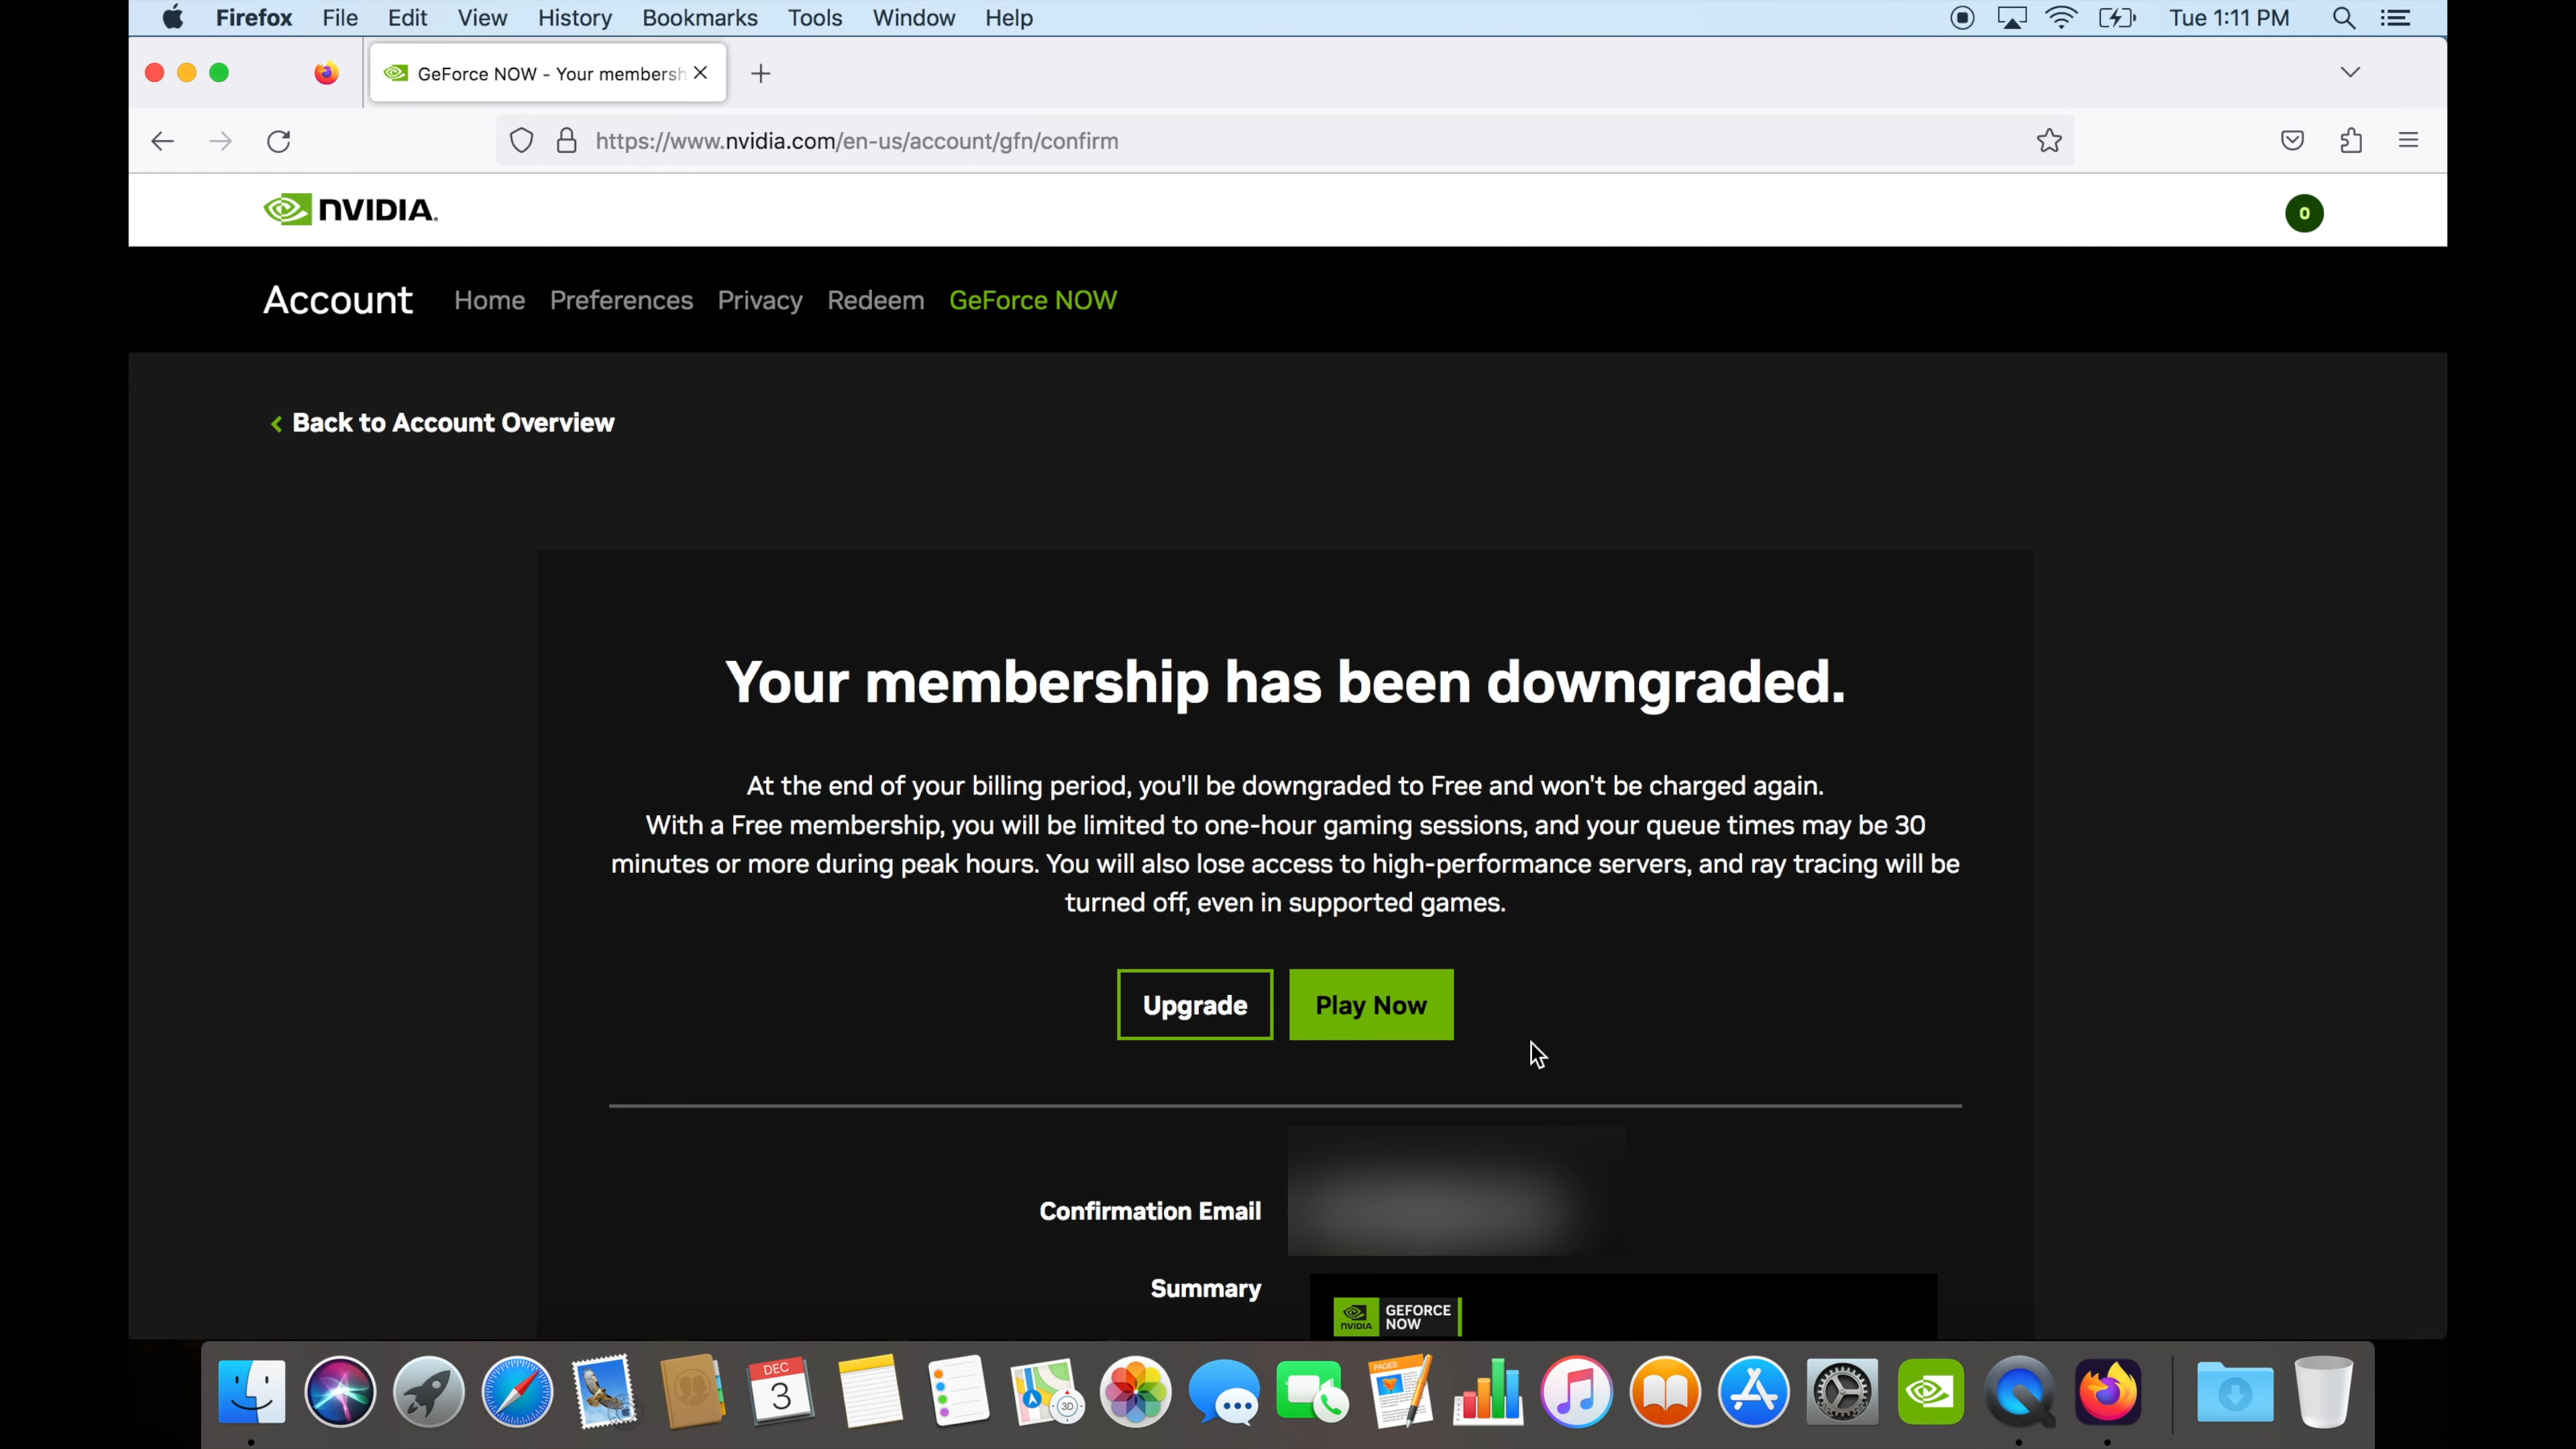 Firefox File Edit View History Bookmarks Tools Window Help Tue 1:11 PM
GeForce NOW - Your membersh
https://www.nvidia.com/en-us/account/gfn/confirm
NVIDIA.
0
Account Home Preferences Privacy Redeem GeForce NOW
Back to Account Overview
Your membership has been downgraded.
At the end of your billing period, you'll be downgraded to Free and won't be charged again.
With a Free membership, you will be limited to one-hour gaming sessions, and your queue times may be 30
minutes or more during peak hours. You will also lose access to high-performance servers, and ray tracing will be
turned off, even in supported games.
Upgrade Play Now
Confirmation Email
Summary
NVIDIA GEFORCE
NOW
DEC
3
3D
PAGES